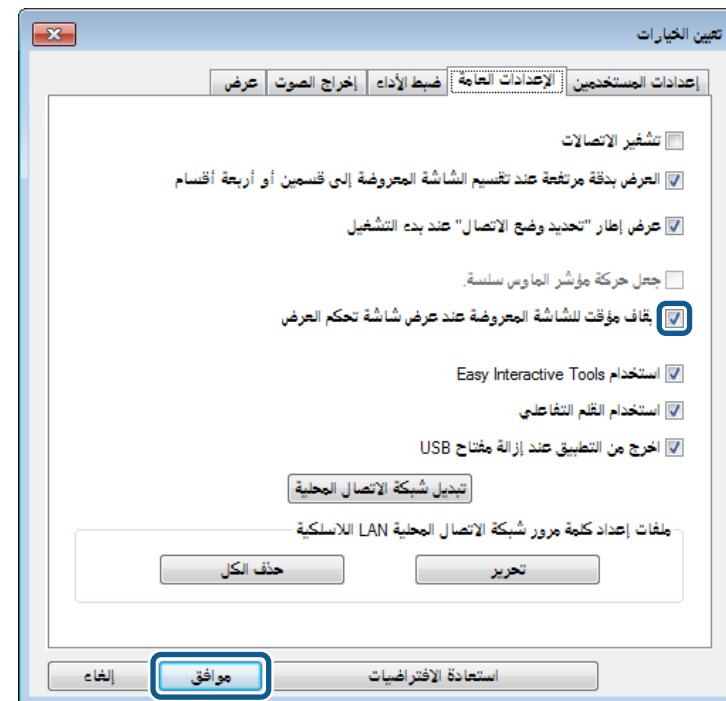 تعيين الخيارات
إعدادات المستخدمين الإعدادات العامة ضبط الأداء إخراج الصوت عرض
تشفير الاتصالات
العرض بدقة مرتفعة عند تقسيم الشاشة المعروضة إلى قسمين أو أربعة أقسام
عرض إطار "تحديد وضع الاتصال" عند بدء التشغيل
جعل حركة مؤشر الماوس سلسة.
يقاف مؤقت للشاشة المعروضة عند عرض شاشة تحكم العرض
استخدام Easy Interactive Tools
استخدام القلم التفاعلي
اخرج من التطبيق عند إزالة مفتاح USB
تبديل شبكة الاتصال المحلية
ملفات إعداد كلمة مرور شبكة الاتصال المحلية LAN اللاسلكية
تحرير حذف الكل
استعادة الافتراضيات موافق إلغاء